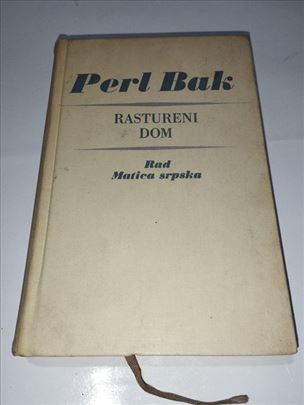 Perl Bak
RASTURENI
DOM
Rad
Matica srpska